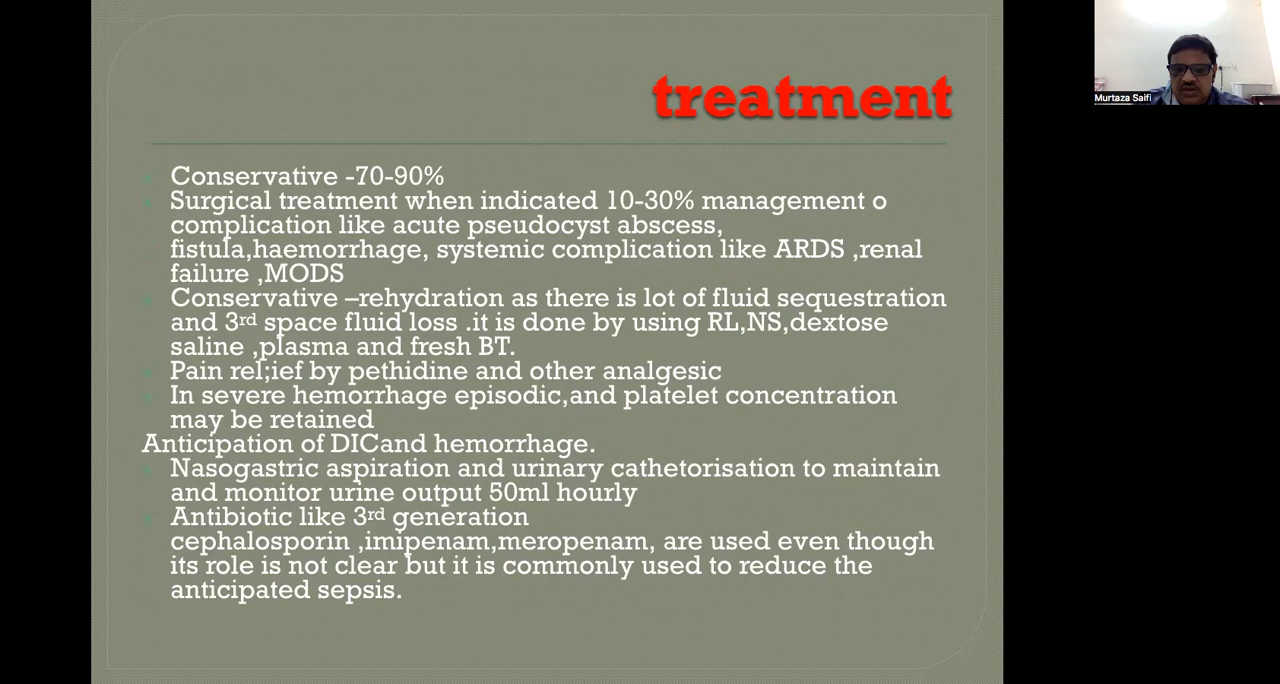 treatment
Conservative -70-90%
Surgical treatment when indicated 10-30% management o
complication like acute pseudocyst abscess,
fistula,haemorrhage, systemic complication like ARDS ,renal
failure ,MODS
Conservative –rehydration as there is lot of fluid sequestration
and 3rd space fluid loss .it is done by using RL,NS,dextose
saline ,plasma and fresh BT.
Pain rel;ief by pethidine and other analgesic
In severe hemorrhage episodic,and platelet concentration
may be retained
Anticipation of DICand hemorrhage.
Nasogastric aspiration and urinary cathetorisation to maintain
and monitor urine output 50ml hourly
Antibiotic like 3rd generation
cephalosporin ,imipenam,meropenam, are used even though
its role is not clear but it is commonly used to reduce the
anticipated sepsis.
Murtaza Saifi